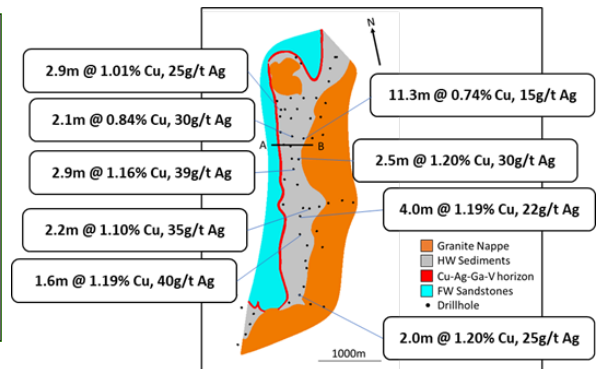 N
2.9m @ 1.01% Cu, 25g/t Ag
11.3m @ 0.74% Cu, 15g/t Ag
2.1m @ 0.84% Cu, 30g/t Ag
A
B
2.5m @ 1.20% Cu, 30g/t Ag
2.9m @ 1.16% Cu, 39g/t Ag
4.0m @ 1.19% Cu, 22g/t Ag
2.2m @ 1.10% Cu, 35g/t Ag
1.6m @ 1.19% Cu, 40g/t Ag
Granite Nappe
HW Sediments
Cu-Ag-Ga-V horizon
FW Sandstones
Drillhole
2.0m @ 1.20% Cu, 25g/t Ag
1000m